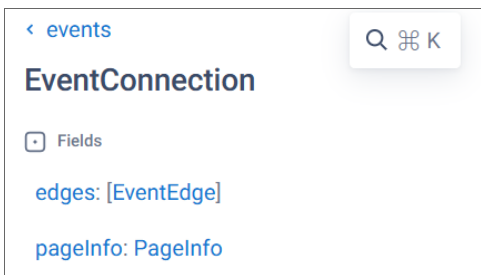 ‹ events
⌘ K
EventConnection
Fields
edges: [EventEdge]
pageInfo: PageInfo